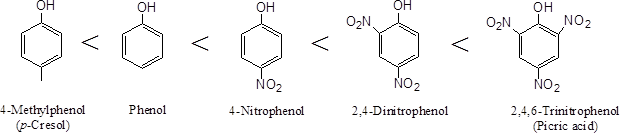 OH OH OH OH OH
O₂N O₂N NO₂
< < < <
NO₂ NO₂ NO₂
4-Methylphenol Phenol 4-Nitrophenol 2,4-Dinitrophenol 2,4,6-Trinitrophenol
(p-Cresol) (Picric acid)